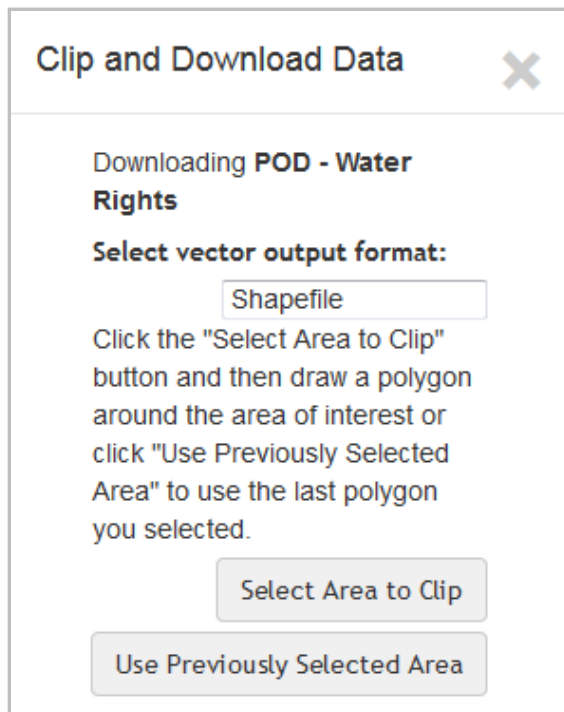 Clip and Download Data
Downloading POD - Water
Rights
Select vector output format:
Shapefile
Click the "Select Area to Clip"
button and then draw a polygon
around the area of interest or
click "Use Previously Selected
Area" to use the last polygon
you selected.
Select Area to Clip
Use Previously Selected Area